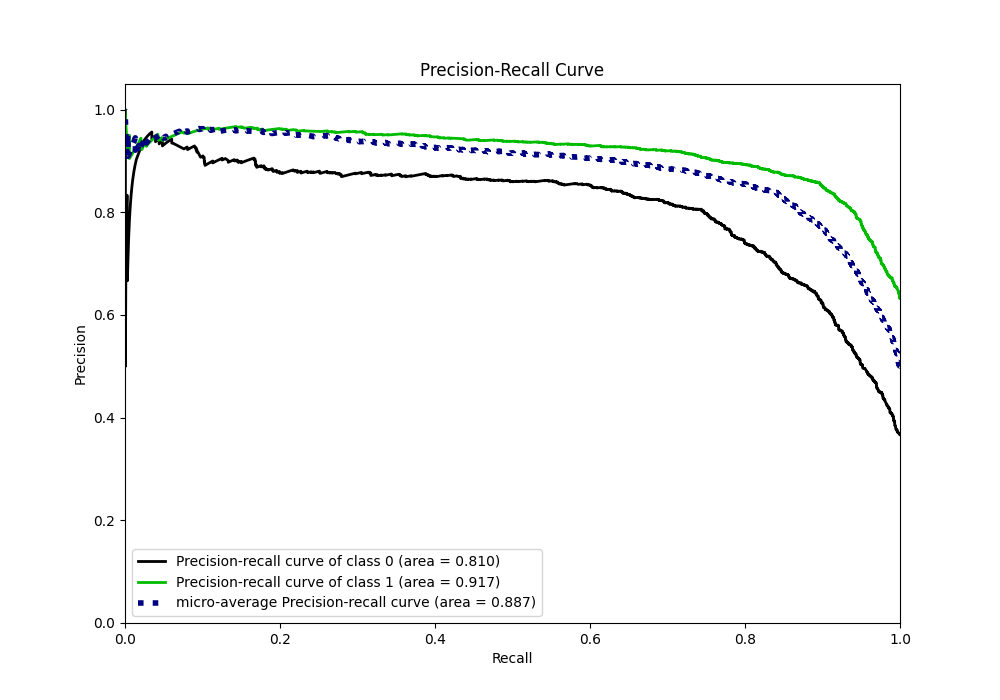 Precision-Recall Curve
1.0
0.8
0.6
0.4
0.2
0.0
Precision
Precision-recall curve of class 0 (area = 0.810)
Precision-recall curve of class 1 (area = 0.917)
micro-average Precision-recall curve (area = 0.887)
0.0 0.2 0.4 0.6 0.8 1.0
Recall